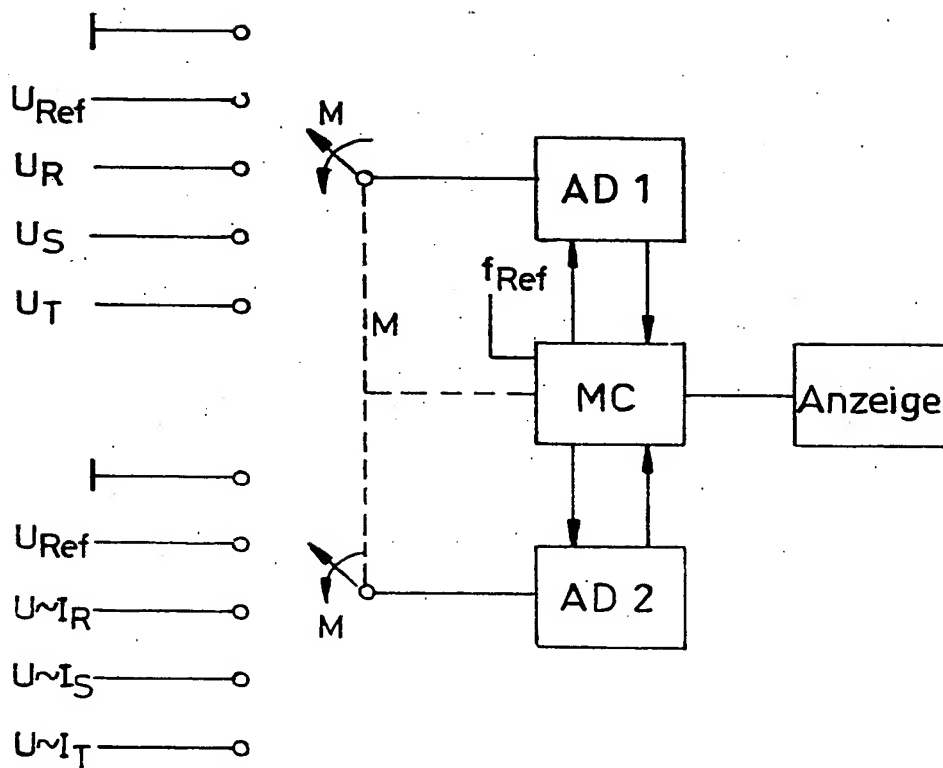 U_Ref
U_R
U_S
U_T
M
AD 1
f_Ref
M
MC
Anzeige
U_Ref
U~I_R
U~I_S
U~I_T
M
AD 2